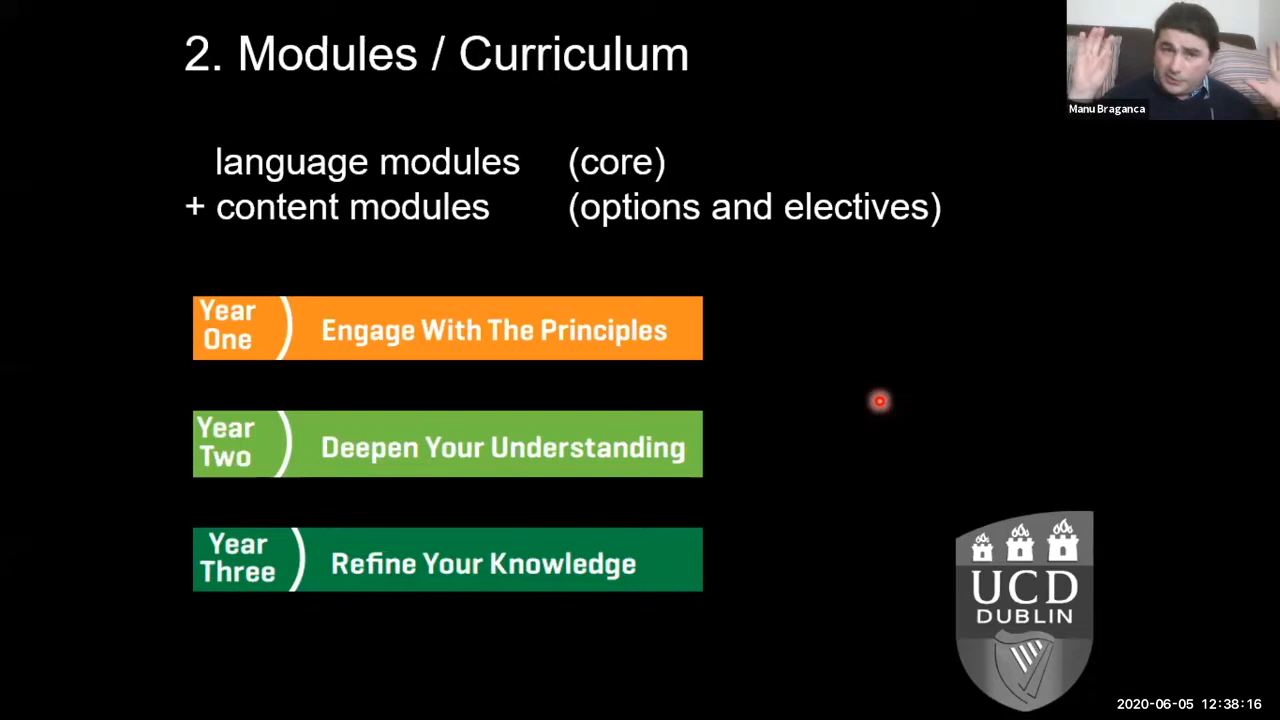 2. Modules / Curriculum
Manu Braganca
language modules (core)
+ content modules (options and electives)
Year
One
Engage With The Principles
Year
Two
Deepen Your Understanding
Year
Three
Refine Your Knowledge
UCD
DUBLIN
2020-06-05 12:38:16